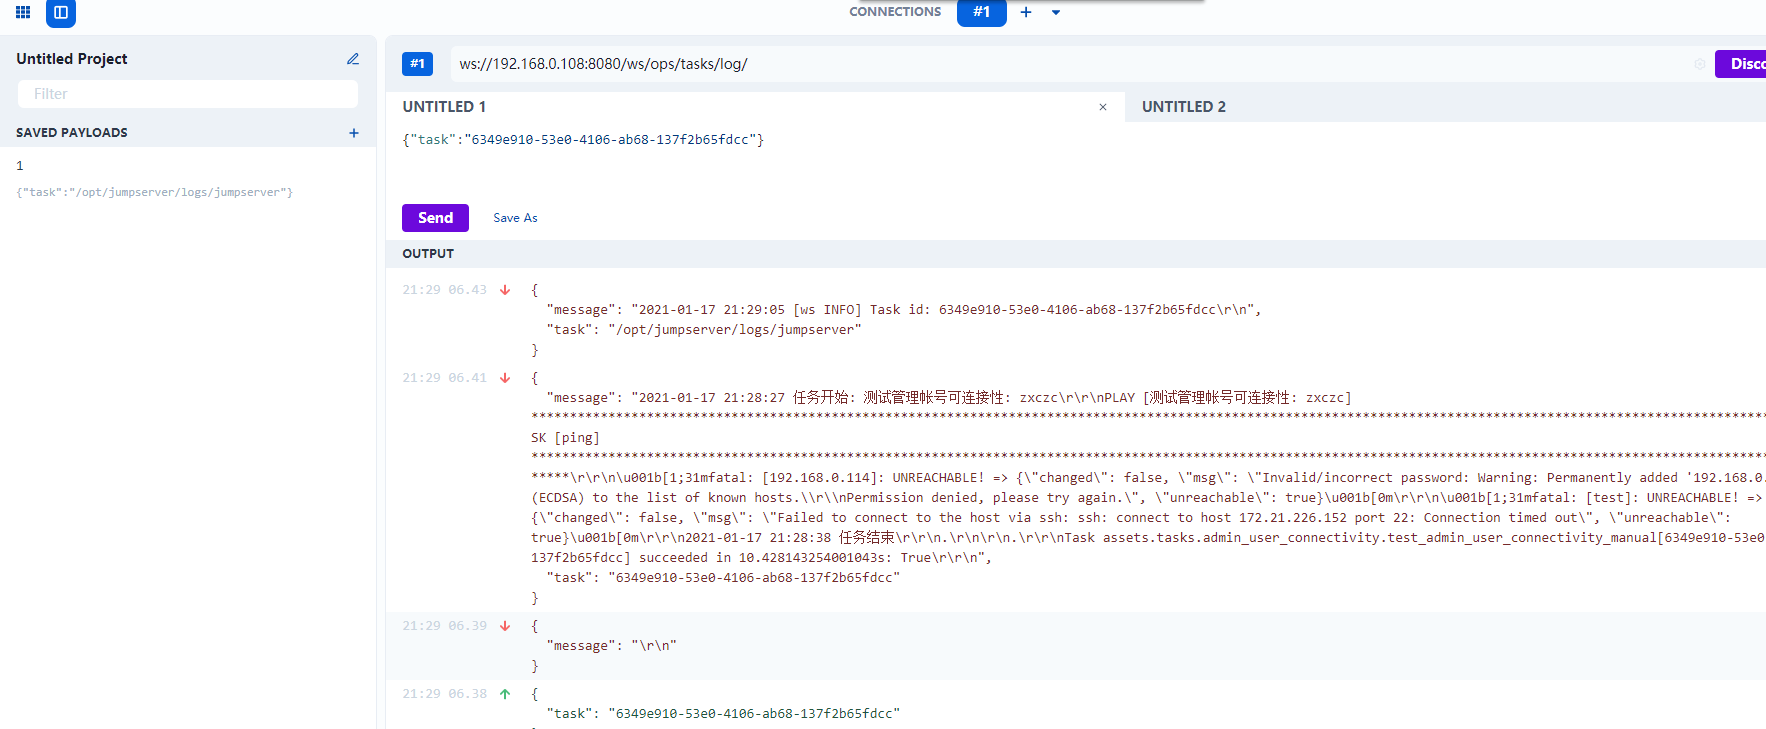 CONNECTIONS #1 +
Untitled Project
Filter
SAVED PAYLOADS +
1
{"task":"/opt/jumpserver/logs/jumpserver"}
#1 ws://192.168.0.108:8080/ws/ops/tasks/log/ Disco
UNTITLED 1 × UNTITLED 2
{"task":"6349e910-53e0-4106-ab68-137f2b65fdcc"}
Send Save As
OUTPUT
21:29 06.43 {
"message": "2021-01-17 21:29:05 [ws INFO] Task id: 6349e910-53e0-4106-ab68-137f2b65fdcc\r\n",
"task": "/opt/jumpserver/logs/jumpserver"
}
21:29 06.41 {
"message": "2021-01-17 21:28:27 任务开始: 测试管理帐号可连接性: zxczc\r\r\nPLAY [测试管理帐号可连接性: zxczc]
SK [ping]
*****\r\r\n\u001b[1;31mfatal: [192.168.0.114]: UNREACHABLE! => {\"changed\": false, \"msg\": \"Invalid/incorrect password: Warning: Permanently added '192.168.0.
(ECDSA) to the list of known hosts.\\r\\nPermission denied, please try again.\", \"unreachable\": true}\u001b[0m\r\r\n\u001b[1;31mfatal: [test]: UNREACHABLE! =>
{\"changed\": false, \"msg\": \"Failed to connect to the host via ssh: ssh: connect to host 172.21.226.152 port 22: Connection timed out\", \"unreachable\":
true}\u001b[0m\r\r\n2021-01-17 21:28:38 任务结束\r\r\n.\r\n\r\n.\r\r\nTask assets.tasks.admin_user_connectivity.test_admin_user_connectivity_manual[6349e910-53e0
137f2b65fdcc] succeeded in 10.428143254001043s: True\r\r\n",
"task": "6349e910-53e0-4106-ab68-137f2b65fdcc"
}
21:29 06.39 {
"message": "\r\n"
}
21:29 06.38 {
"task": "6349e910-53e0-4106-ab68-137f2b65fdcc"